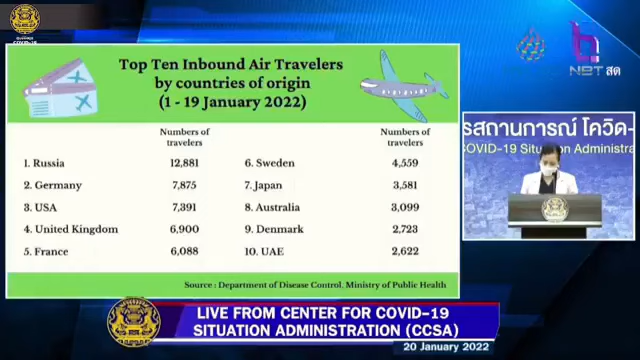 COVID-19
Top Ten Inbound Air Travelers
by countries of origin
(1 - 19 January 2022)
Numbers of
travelers
1. Russia 12,881
2. Germany 7,875
3. USA 7,391
4. United Kingdom 6,900
5. France 6,088
Numbers of
travelers
6. Sweden 4,559
7. Japan 3,581
8. Australia 3,099
9. Denmark 2,723
10. UAE 2,622
Source : Department of Disease Control, Ministry of Public Health
NBT สด
รสถานการณ์ โควิด-
COVID-19 Situation Administra
LIVE FROM CENTER FOR COVID-19
SITUATION ADMINISTRATION (CCSA)
20 January 2022